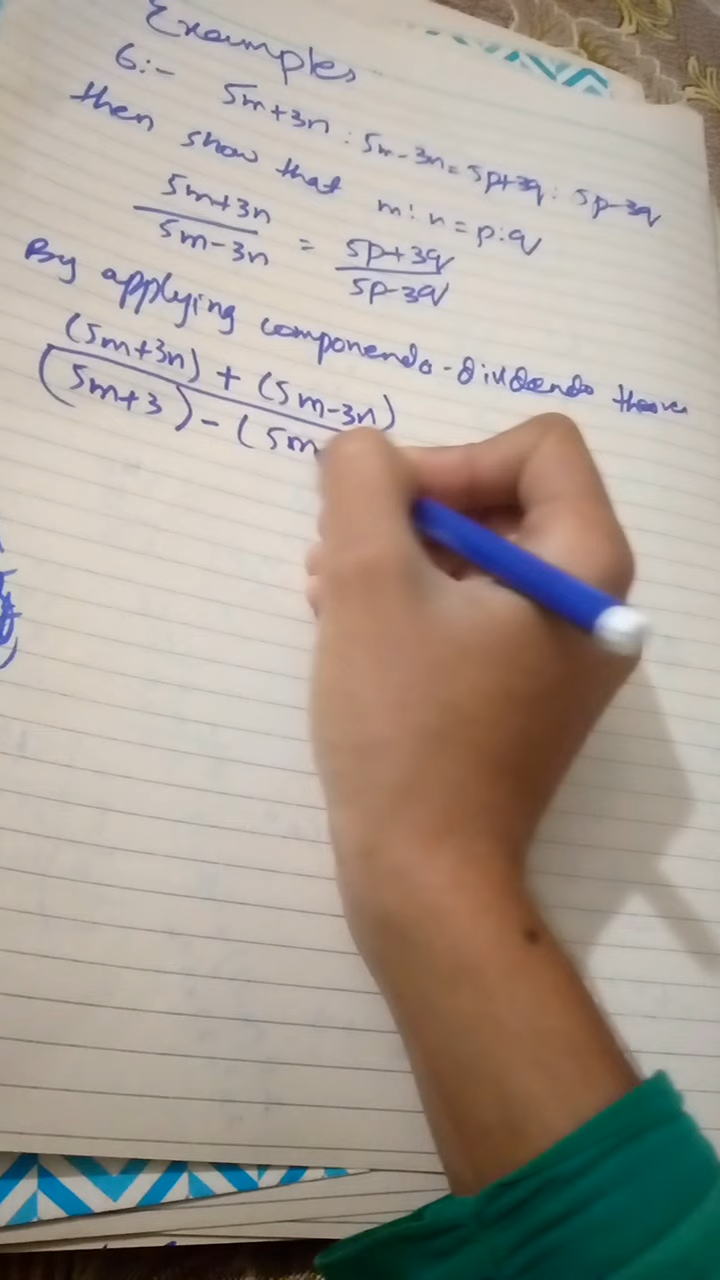 Examples
6:- 5m+3n : 5m-3n = 5p+3q : 5p-3q
then show that m:n = p:q
5m+3n / 5m-3n = 5p+3q / 5p-3q
By applying componendo-dividendo
(5m+3n) + (5m-3n)
(5m+3) - (5m